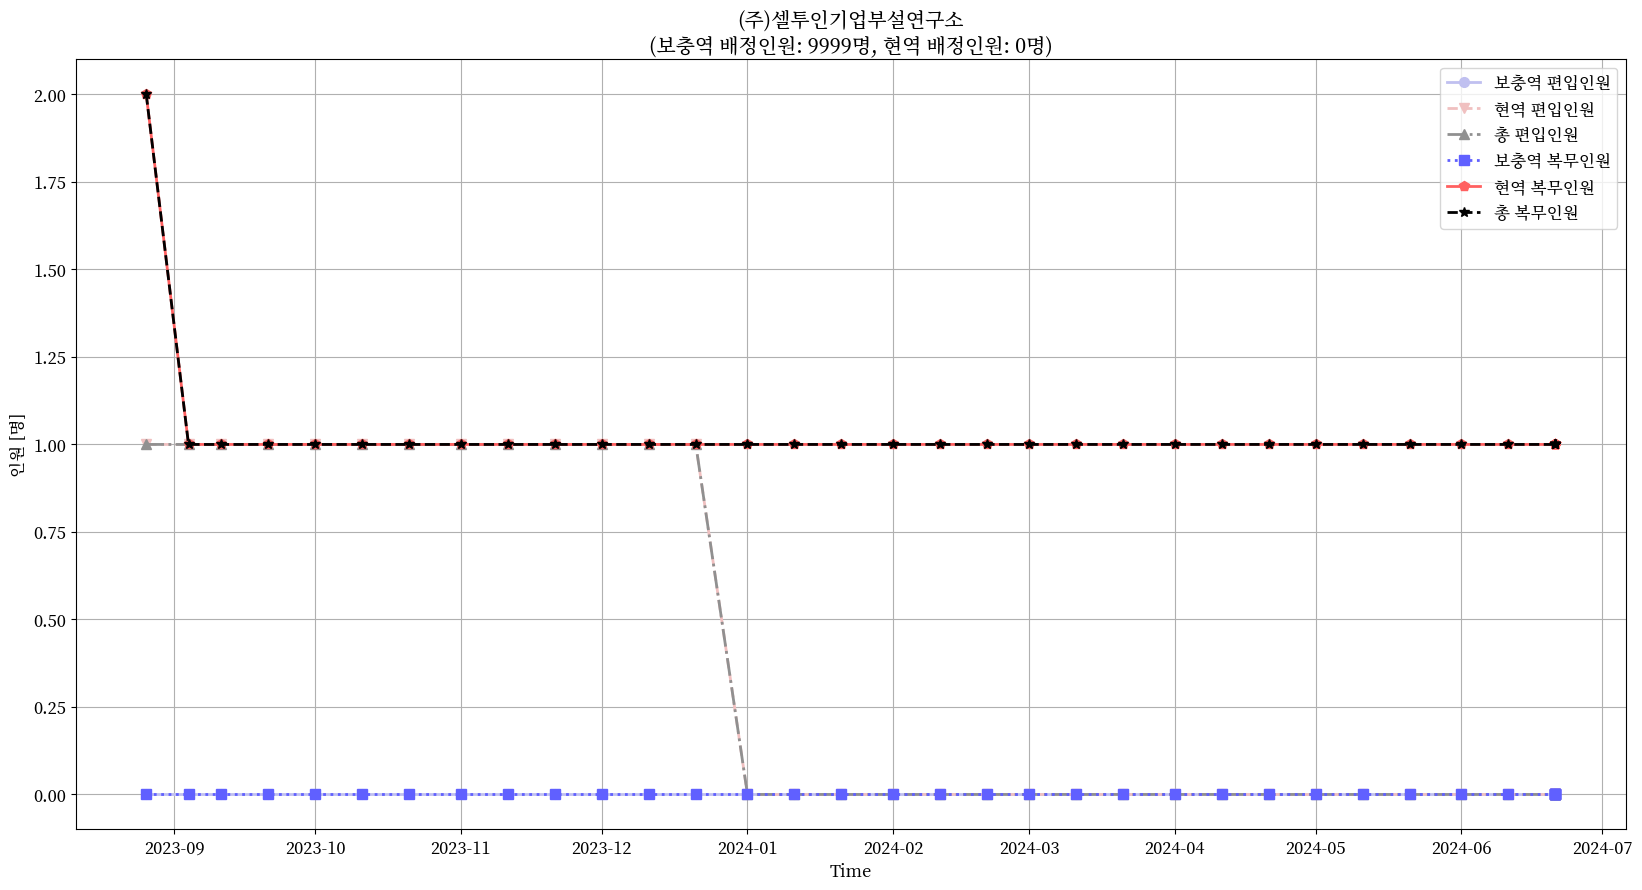 (주)셀투인기업부설연구소
(보충역 배정인원: 9999명, 현역 배정인원: 0명)
보충역 편입인원
현역 편입인원
총 편입인원
보충역 복무인원
현역 복무인원
총 복무인원
인원 [명]
2.00
1.75
1.50
1.25
1.00
0.75
0.50
0.25
0.00
2023-09 2023-10 2023-11 2023-12 2024-01 2024-02 2024-03 2024-04 2024-05 2024-06 2024-07
Time